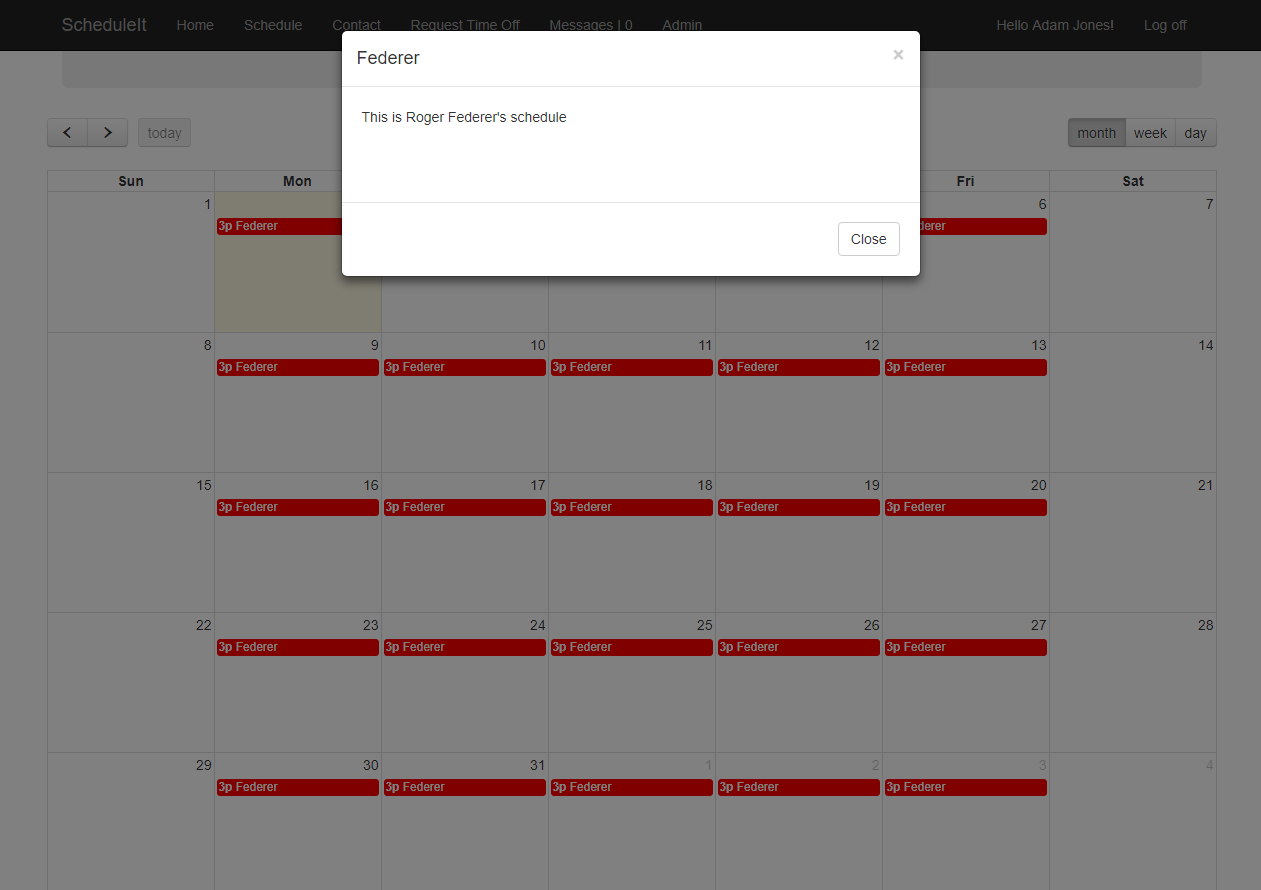 ScheduleIt Home Schedule Contact Request Time Off Messages | 0 Admin Hello Adam Jones! Log off
Federer ×
This is Roger Federer's schedule
Close
today month week day
Sun Mon Fri Sat
1 6 7
3p Federer
8 9 10 11 12 13 14
3p Federer 3p Federer 3p Federer 3p Federer 3p Federer
15 16 17 18 19 20 21
3p Federer 3p Federer 3p Federer 3p Federer 3p Federer
22 23 24 25 26 27 28
3p Federer 3p Federer 3p Federer 3p Federer 3p Federer
29 30 31 1 2 3 4
3p Federer 3p Federer 3p Federer 3p Federer 3p Federer